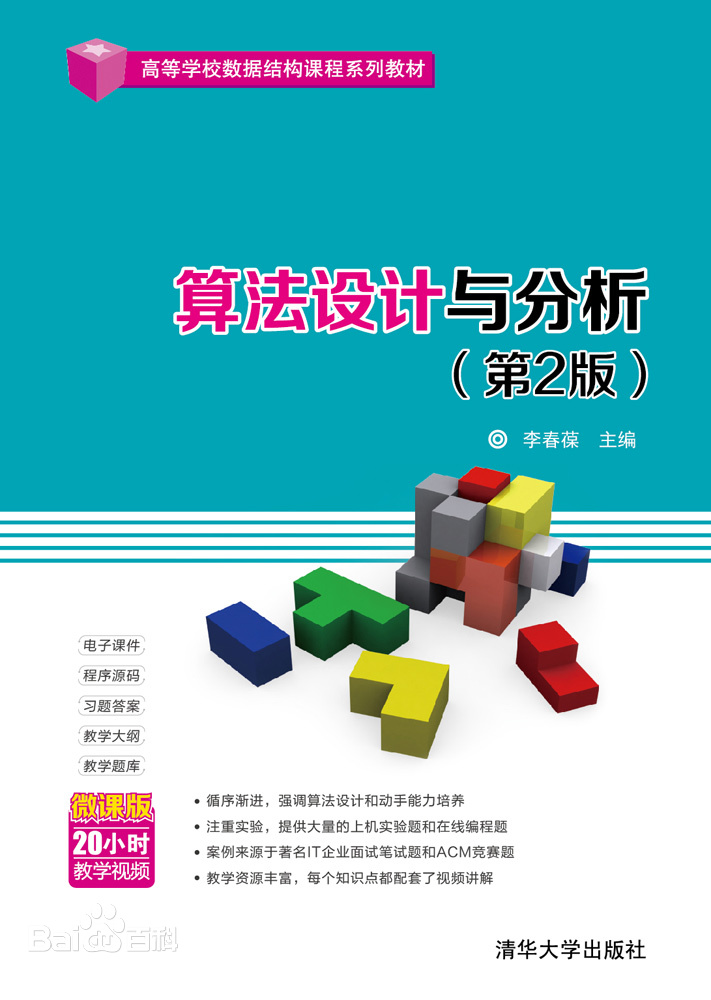 高等学校数据结构课程系列教材
算法设计与分析
（第2版）
李春葆 主编
电子课件
程序源码
习题答案
教学大纲
教学题库
微课版
20小时
教学视频
• 循序渐进，强调算法设计和动手能力培养
• 注重实验，提供大量的上机实验题和在线编程题
• 案例来源于著名IT企业面试笔试题和ACM竞赛题
• 教学资源丰富，每个知识点都配套了视频讲解
Baidu百科
清华大学出版社